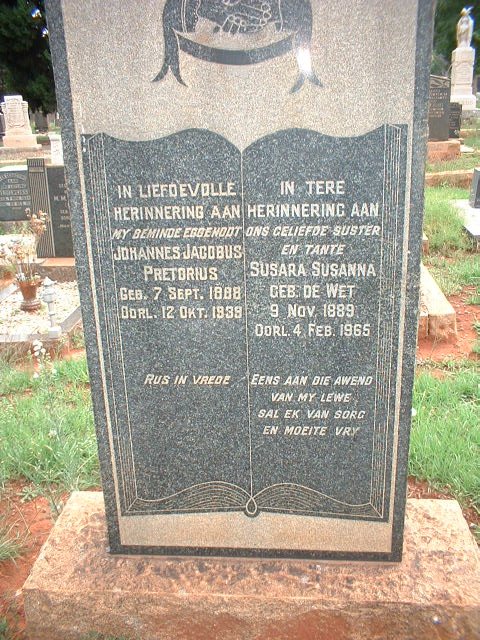 IN LIEFDEVOLLE
HERINNERING AAN
MY BEMINDE EGGENOOT
JOHANNES JACOBUS
PRETORIUS
GEB. 7 SEPT. 1888
OORL. 12 OKT. 1938
RUS IN VREDE
IN TERE
HERINNERING AAN
ONS GELIEFDE SUSTER
EN TANTE
SUSARA SUSANNA
GEB. DE WET
9 NOV. 1889
OORL. 4 FEB. 1965
EENS AAN DIE AWEND
VAN MY LEWE
SAL EK VAN SORG
EN MOEITE VRY